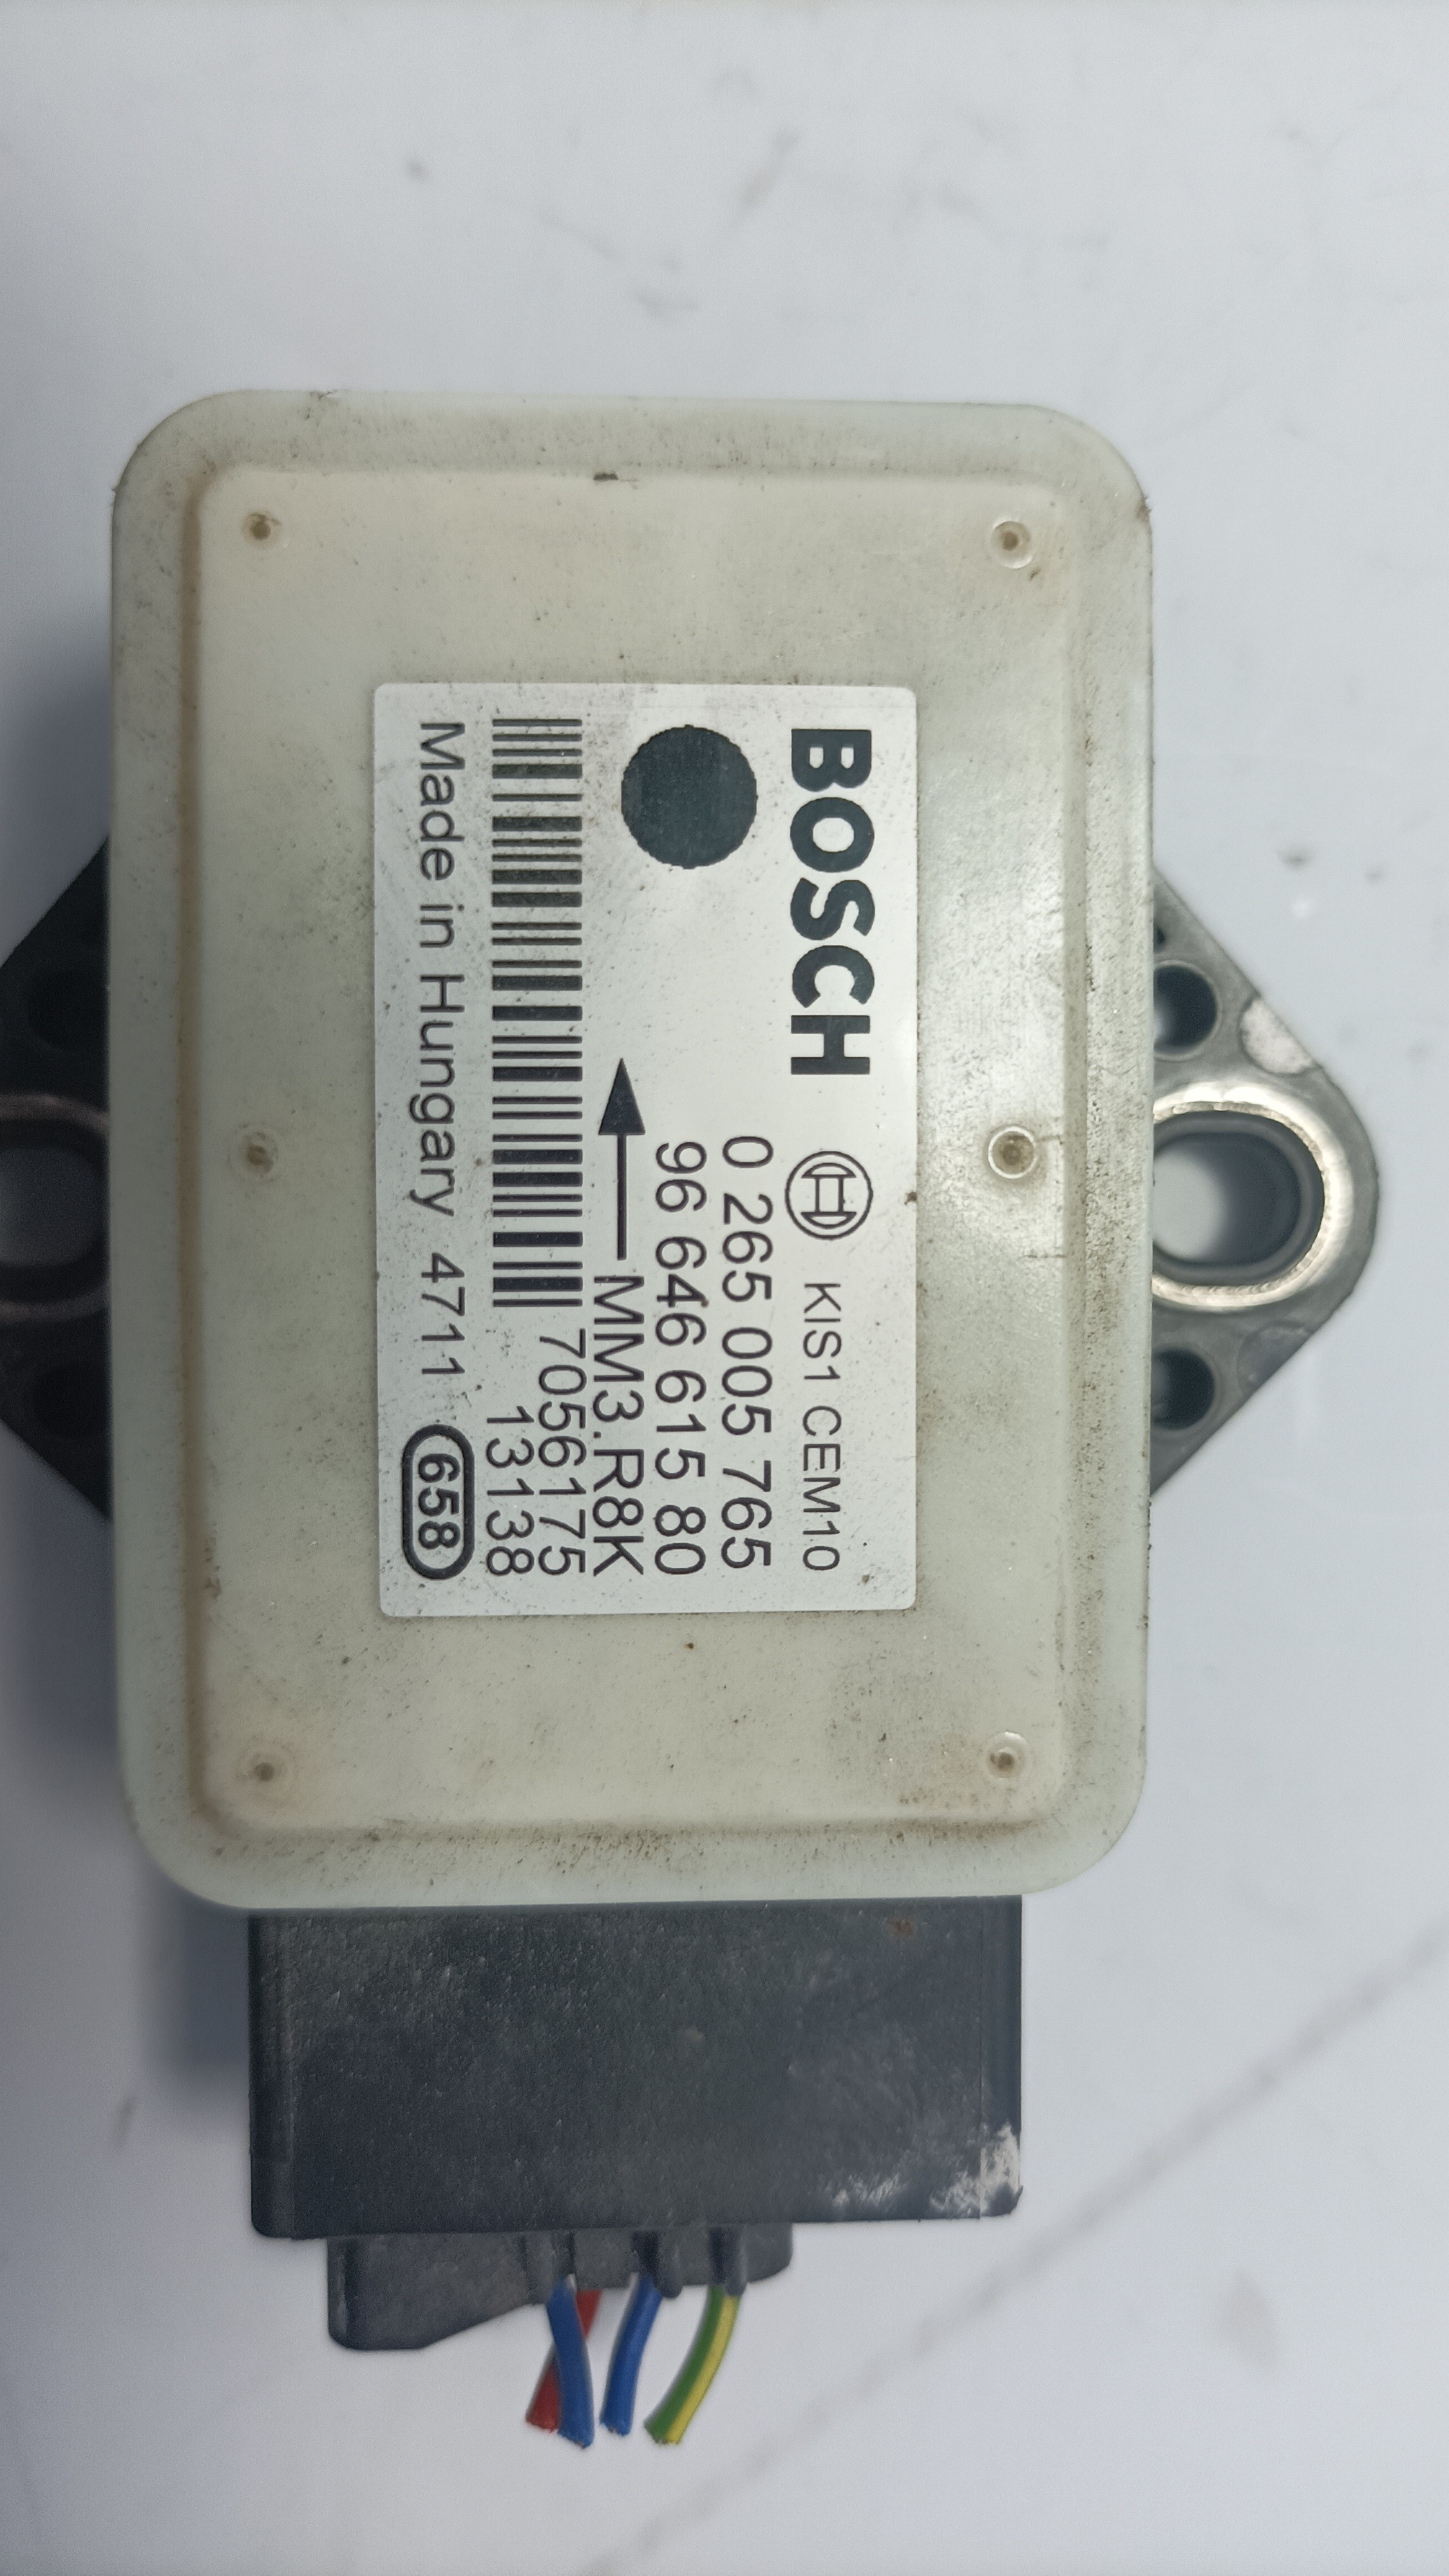 BOSCH KIS1 CEM10
0 265 005 765
96 646 615 80
MM3.R8K
7056175
13138
Made in Hungary 4711 658